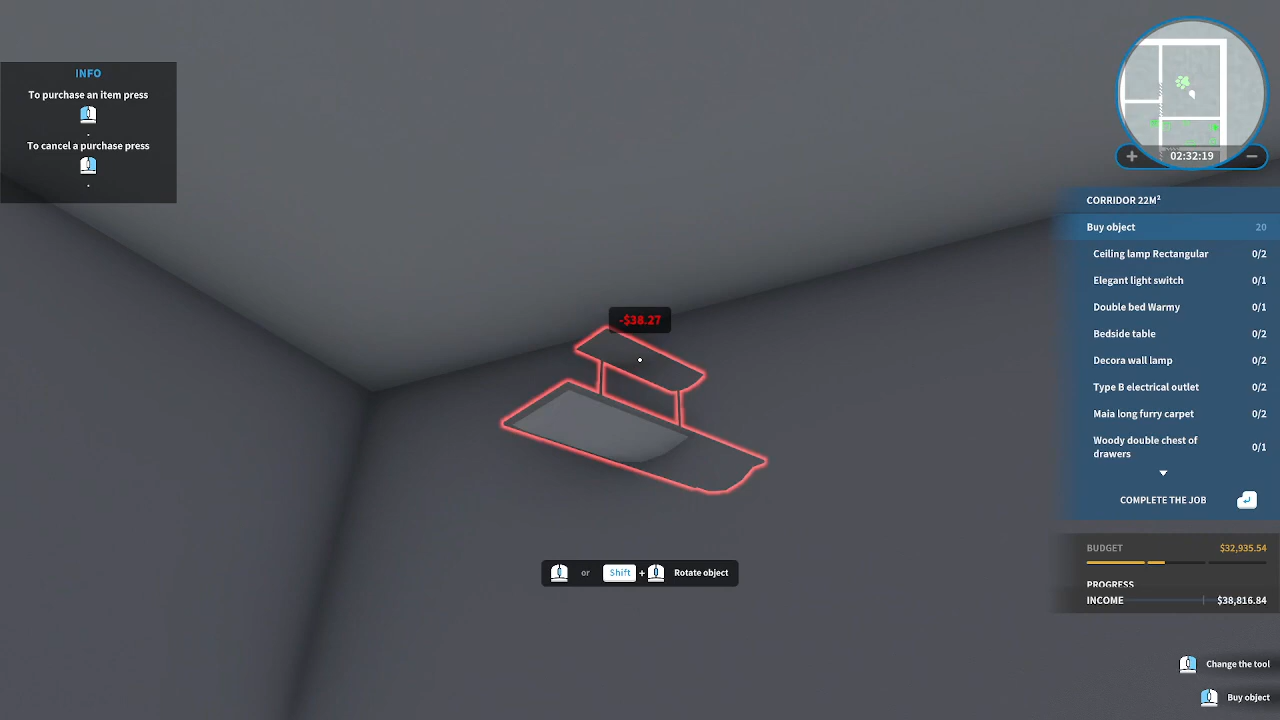 INFO
To purchase an item press
.
To cancel a purchase press
.
02:32:19
CORRIDOR 22M²
Buy object 20
Ceiling lamp Rectangular 0/2
Elegant light switch 0/1
Double bed Warmy 0/1
Bedside table 0/2
Decora wall lamp 0/2
Type B electrical outlet 0/2
Maia long furry carpet 0/2
Woody double chest of
drawers 0/1
COMPLETE THE JOB
-$38.27
or Shift + Rotate object
BUDGET $32,935.54
PROGRESS
INCOME $38,816.84
Change the tool
Buy object